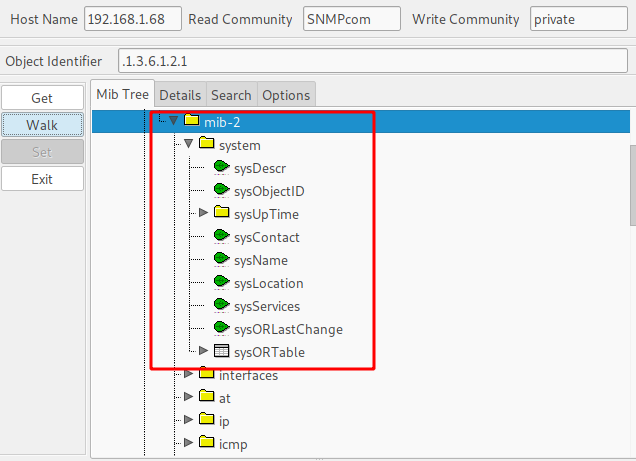 Host Name 192.168.1.68 Read Community SNMPcom Write Community private
Object Identifier .1.3.6.1.2.1
Get
Walk
Set
Exit
Mib Tree Details Search Options
mib-2
system
sysDescr
sysObjectID
sysUpTime
sysContact
sysName
sysLocation
sysServices
sysORLastChange
sysORTable
interfaces
at
ip
icmp